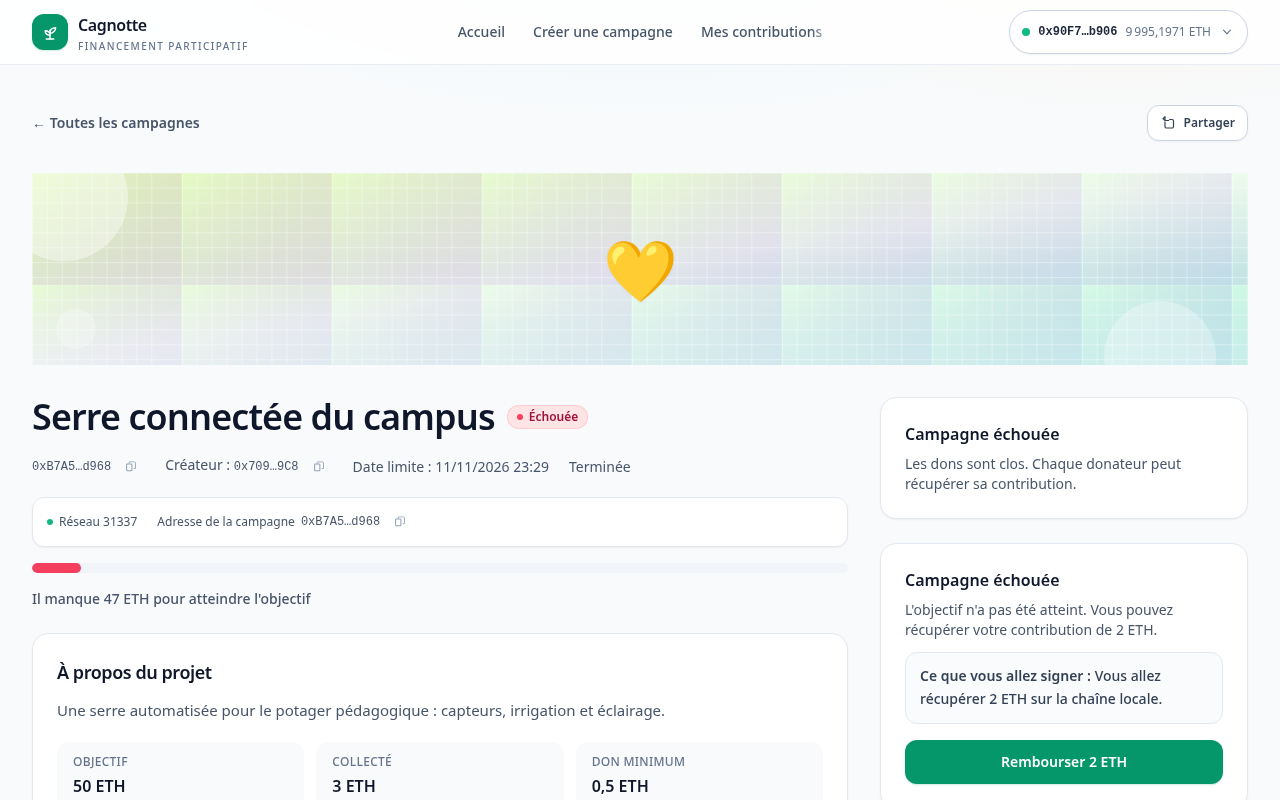 Cagnotte
FINANCEMENT PARTICIPATIF
Accueil
Créer une campagne
Mes contributions
0x90F7…b906 9 995,1971 ETH
← Toutes les campagnes
Partager
Serre connectée du campus
Échouée
0xB7A5…d968
Créateur : 0x709…9C8
Date limite : 11/11/2026 23:29
Terminée
Réseau 31337
Adresse de la campagne 0xB7A5…d968
Il manque 47 ETH pour atteindre l'objectif
À propos du projet
Une serre automatisée pour le potager pédagogique : capteurs, irrigation et éclairage.
OBJECTIF
50 ETH
COLLECTÉ
3 ETH
DON MINIMUM
0,5 ETH
Campagne échouée
Les dons sont clos. Chaque donateur peut
récupérer sa contribution.
Campagne échouée
L'objectif n'a pas été atteint. Vous pouvez
récupérer votre contribution de 2 ETH.
Ce que vous allez signer : Vous allez
récupérer 2 ETH sur la chaîne locale.
Rembourser 2 ETH